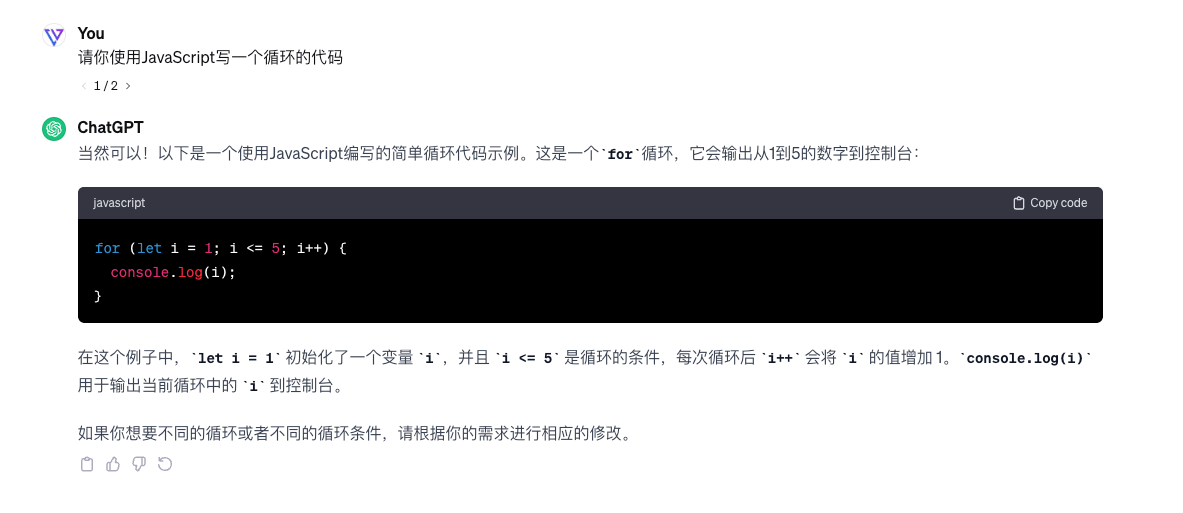 You
请你使用JavaScript写一个循环的代码
1 / 2
ChatGPT
当然可以！以下是一个使用JavaScript编写的简单循环代码示例。这是一个`for`循环，它会输出从1到5的数字到控制台：
javascript
Copy code
for (let i = 1; i <= 5; i++) {
  console.log(i);
}
在这个例子中，`let i = 1` 初始化了一个变量 `i`，并且 `i <= 5` 是循环的条件，每次循环后 `i++` 会将 `i` 的值增加 1。`console.log(i)`
用于输出当前循环中的 `i` 到控制台。
如果你想要不同的循环或者不同的循环条件，请根据你的需求进行相应的修改。